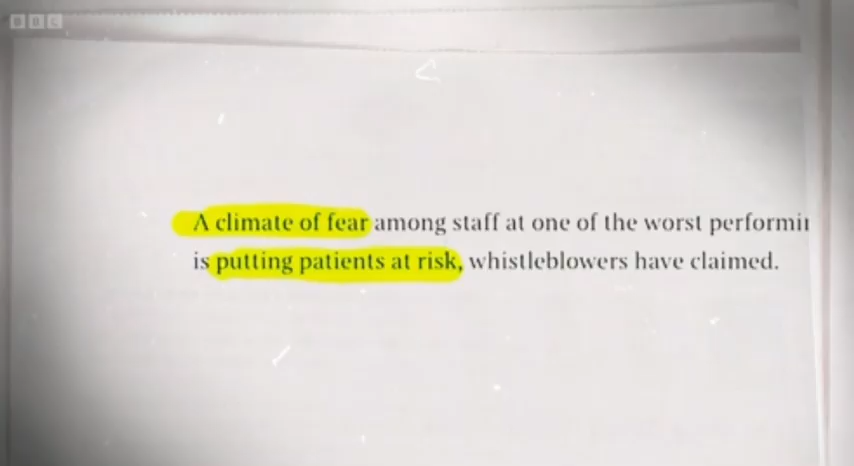 BBC
A climate of fear among staff at one of the worst
is putting patients at risk, whistleblowers have claimed.